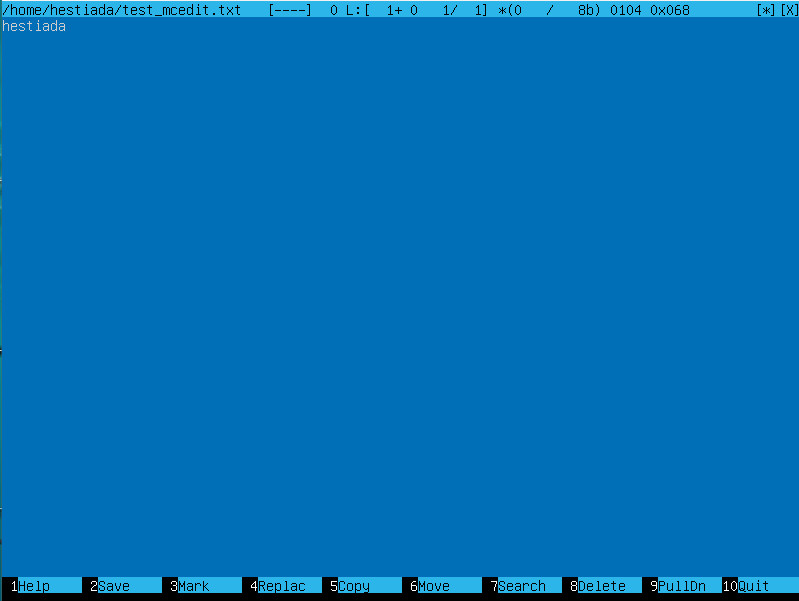 /home/hestiada/test_mcedit.txt   [----]  0 L:[  1+ 0   1/  1] *(0   /   8b) 0104 0x068        [*][X]
hestiada
1Help 2Save 3Mark 4Replac 5Copy 6Move 7Search 8Delete 9PullDn 10Quit